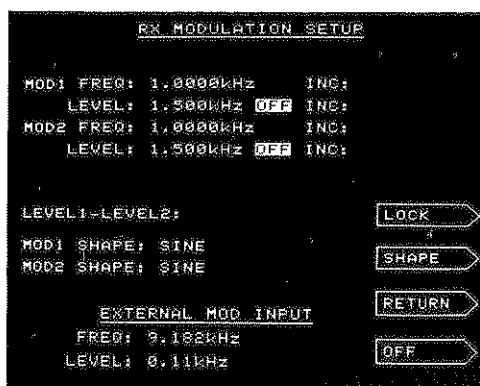 RX MODULATION SETUP
MOD1 FREQ: 1.0000kHz INC:
LEVEL: 1.500kHz OFF INC:
MOD2 FREQ: 1.0000kHz INC:
LEVEL: 1.500kHz OFF INC:
LEVEL1-LEVEL2:
LOCK
MOD1 SHAPE: SINE
MOD2 SHAPE: SINE
SHAPE
EXTERNAL MOD INPUT
RETURN
FREQ: 9.182kHz
LEVEL: 0.11kHz
OFF